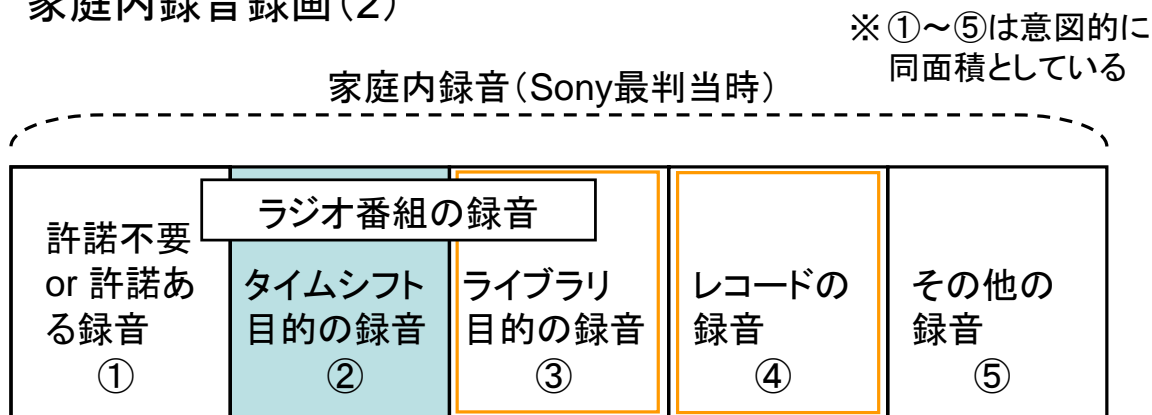 家庭内録音録画(2)
※①~⑤は意図的に
同面積としている
家庭内録音(Sony最判当時)
ラジオ番組の録音
許諾不要
or 許諾あ
る録音
①
タイムシフト
目的の録音
②
ライブラリ
目的の録音
③
レコードの
録音
④
その他の
録音
⑤